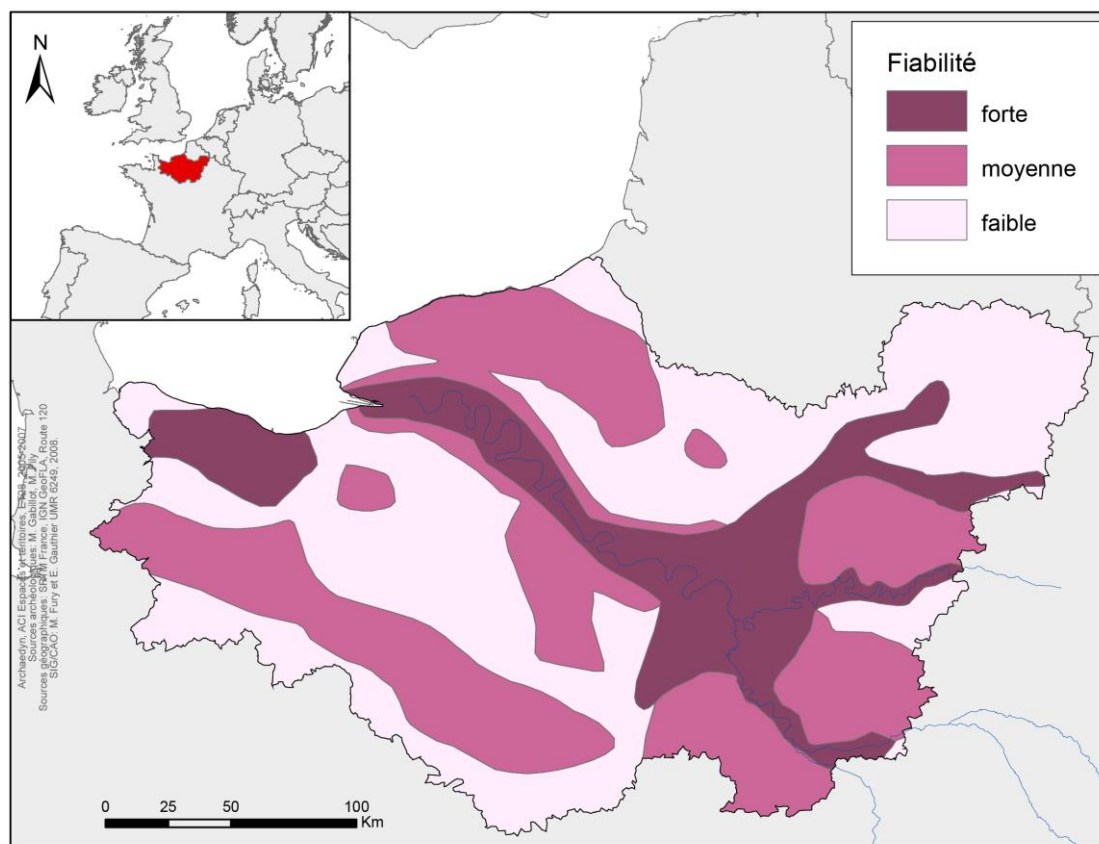 N
Fiabilité
forte
moyenne
faible
Archaedyn, ACI Espaces et territoires, ET28, 2005-2007
Sources archéologiques: M. Gabillot, M.
Sources géographiques: SRTM France, IGN GeoFLA, Route 120
SIG/CAO: M. Fury et E. Gauthier UMR 6249, 2008.
0 25 50 100
Km